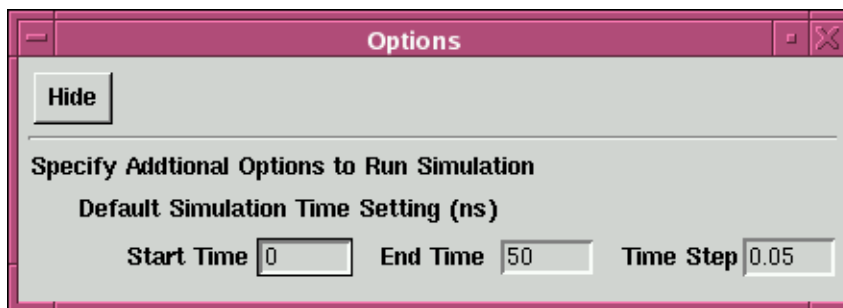 Options
Hide
Specify Addtional Options to Run Simulation
Default Simulation Time Setting (ns)
Start Time 0 End Time 50 Time Step 0.05